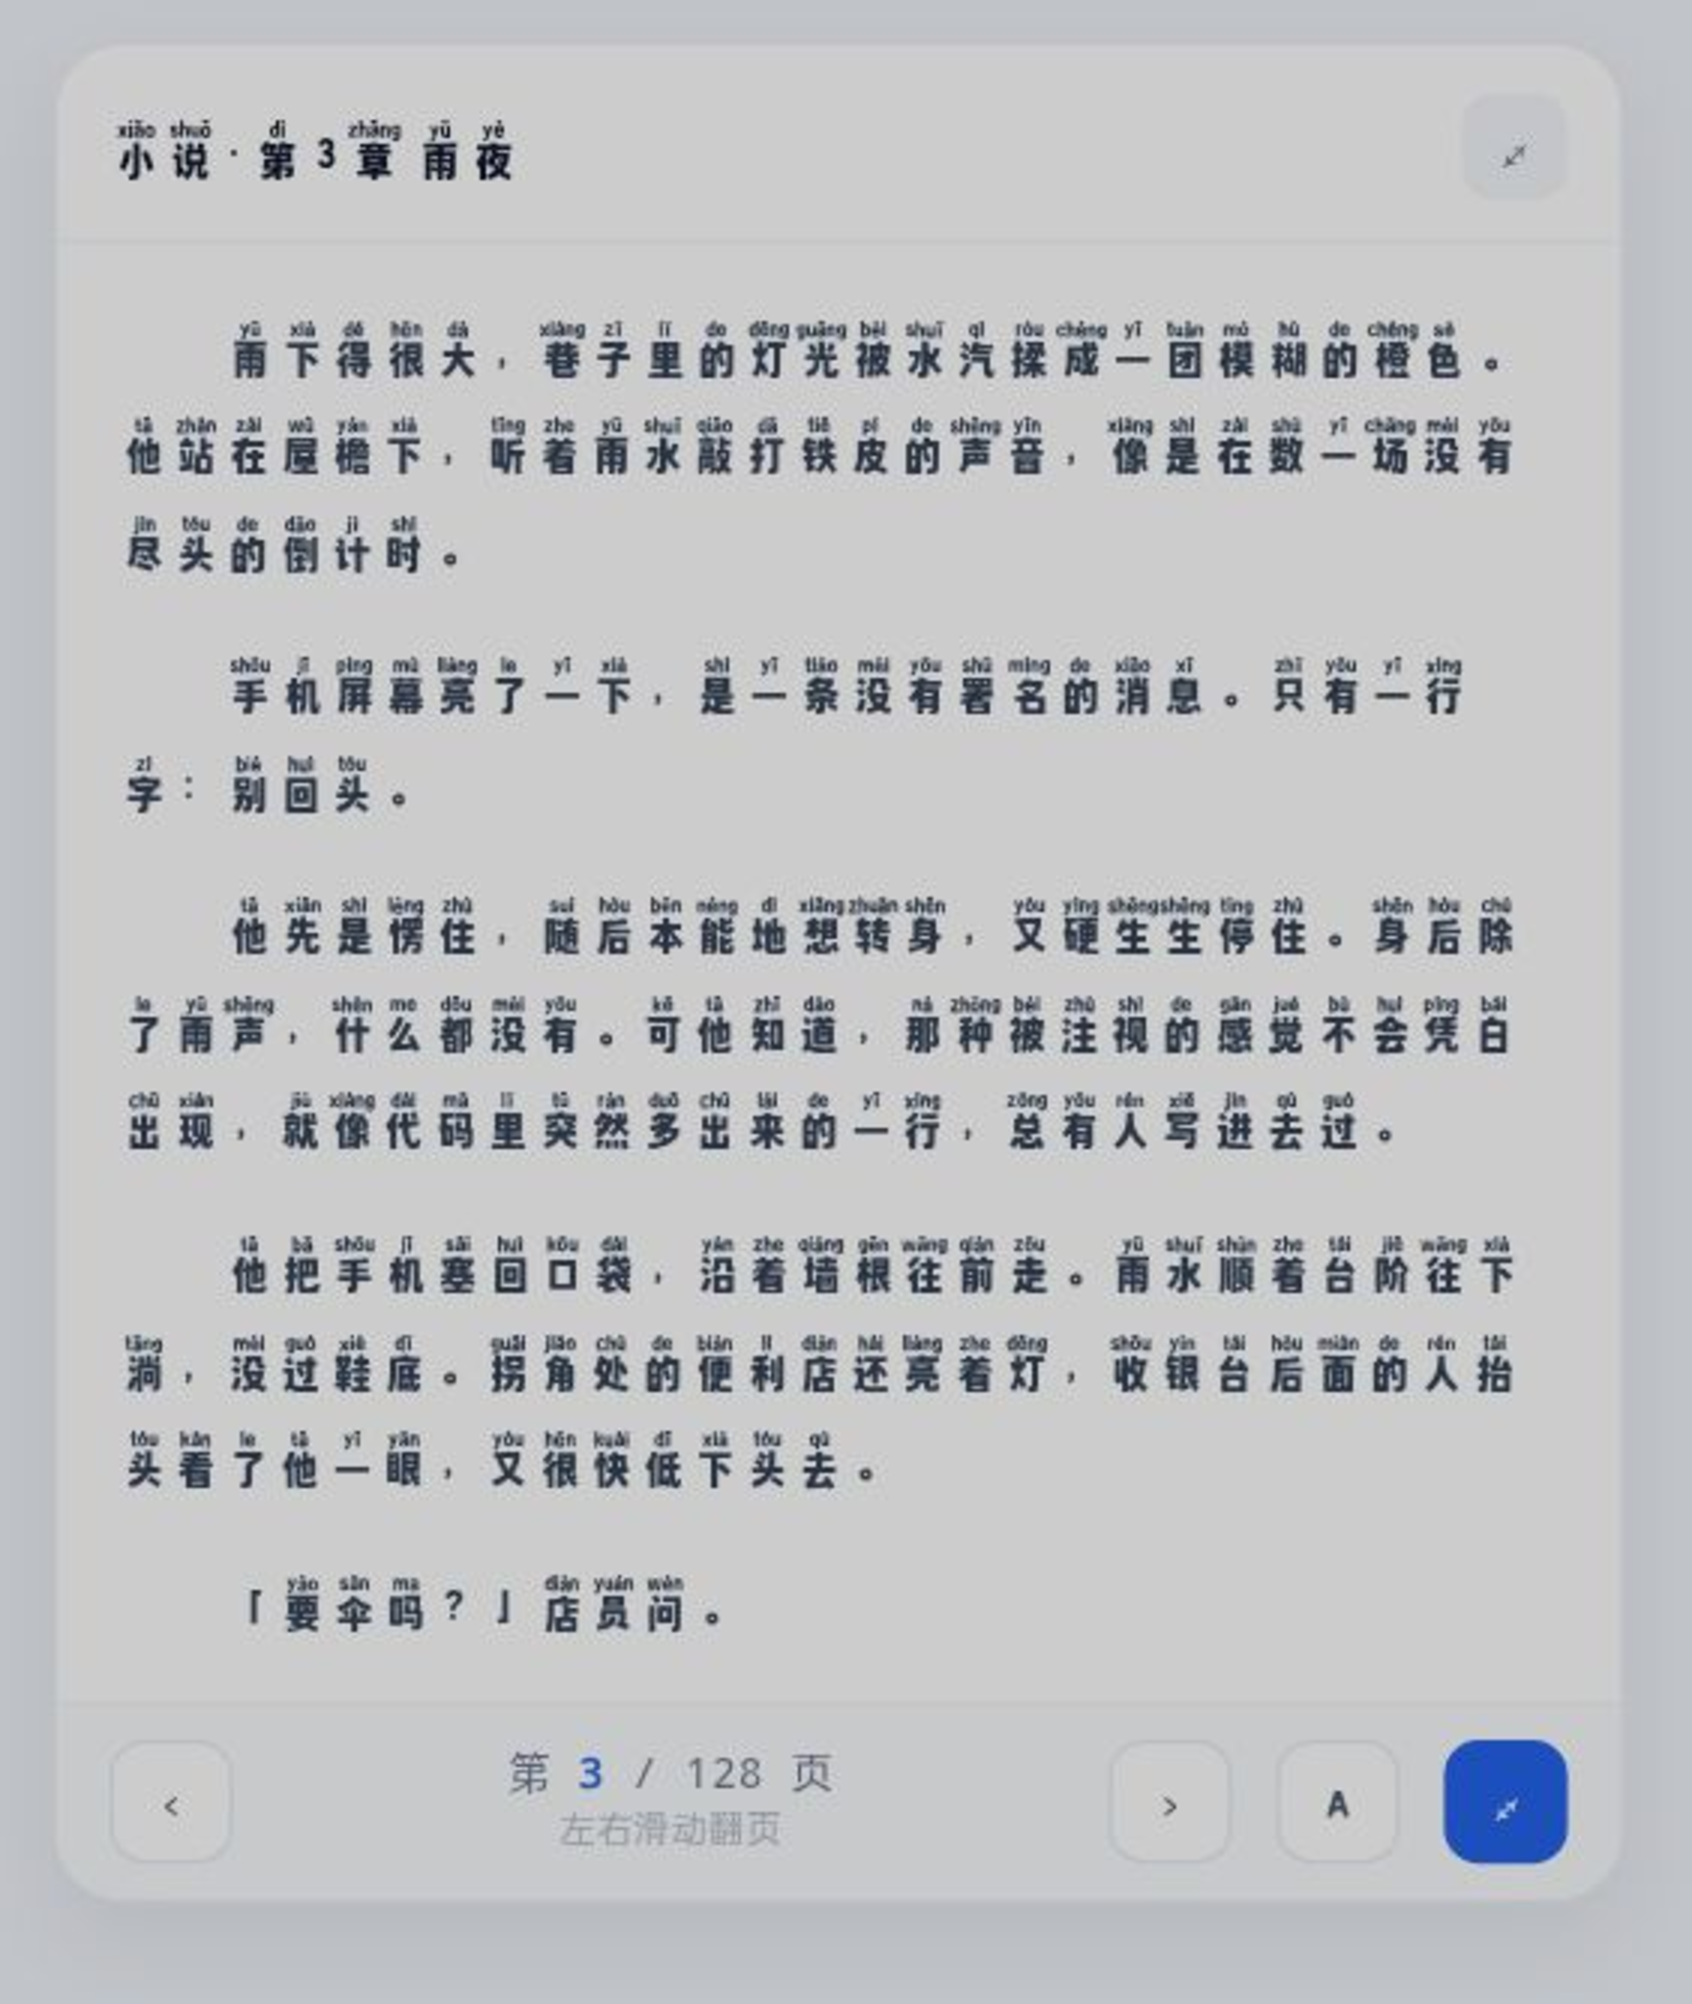 小说·第3章 雨夜
雨下得很大，巷子里的灯光被水汽揉成一团模糊的橙色。
他站在屋檐下，听着雨水敲打铁皮的声音，像是在数一场没有
尽头的倒计时。
手机屏幕亮了一下，是一条没有署名的消息。只有一行
字：别回头。
他先是愣住，随后本能地想转身，又硬生生停住。身后除
了雨声，什么都没有。可他知道，那种被注视的感觉不会凭白
出现，就像代码里突然多出来的一行，总有人写进去过。
他把手机塞回口袋，沿着墙根往前走。雨水顺着台阶往下
淌，没过鞋底。拐角处的便利店还亮着灯，收银台后面的人抬
头看了他一眼，又很快低下头去。
「要伞吗?」店员问。
第 3 / 128 页
左右滑动翻页
A